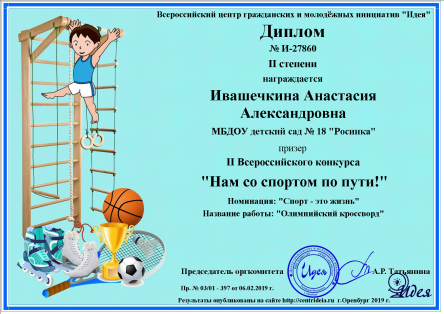 Всероссийский центр гражданских и молодёжных инициатив "Идея"
Диплом
№ И-27860
II степени
награждается
Ивашечкина Анастасия
Александровна
МБДОУ детский сад № 18 "Росинка"
призер
II Всероссийского конкурса
"Нам со спортом по пути!"
Номинация: "Спорт - это жизнь"
Название работы: "Олимпийский кроссворд"
Председатель оргкомитета
А.Р. Татьянина
Идея
Идея
Пр. № 03/01 - 397 от 06.02.2019 г.
Результаты опубликованы на сайте http://centrideia.ru г.Оренбург 2019 г.